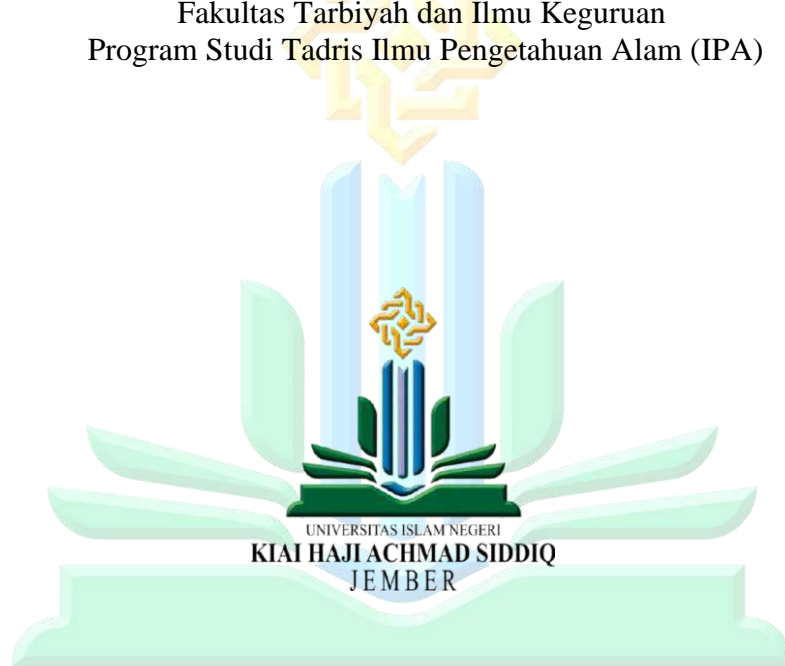 Fakultas Tarbiyah dan Ilmu Keguruan
Program Studi Tadris Ilmu Pengetahuan Alam (IPA)
UNIVERSITAS ISLAM NEGERI
KIAI HAJI ACHMAD SIDDIQ
JEMBER